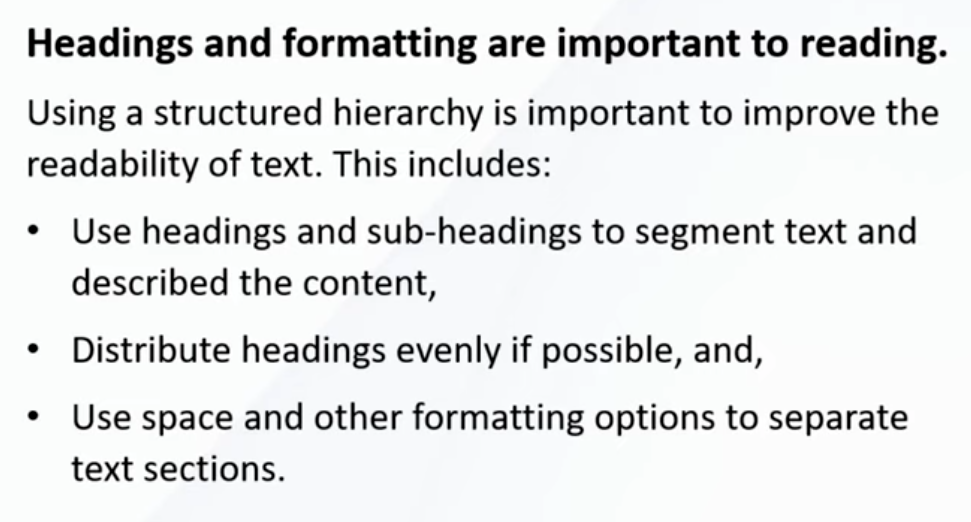 Headings and formatting are important to reading.
Using a structured hierarchy is important to improve the
readability of text. This includes:
• Use headings and sub-headings to segment text and
described the content,
• Distribute headings evenly if possible, and,
• Use space and other formatting options to separate
text sections.